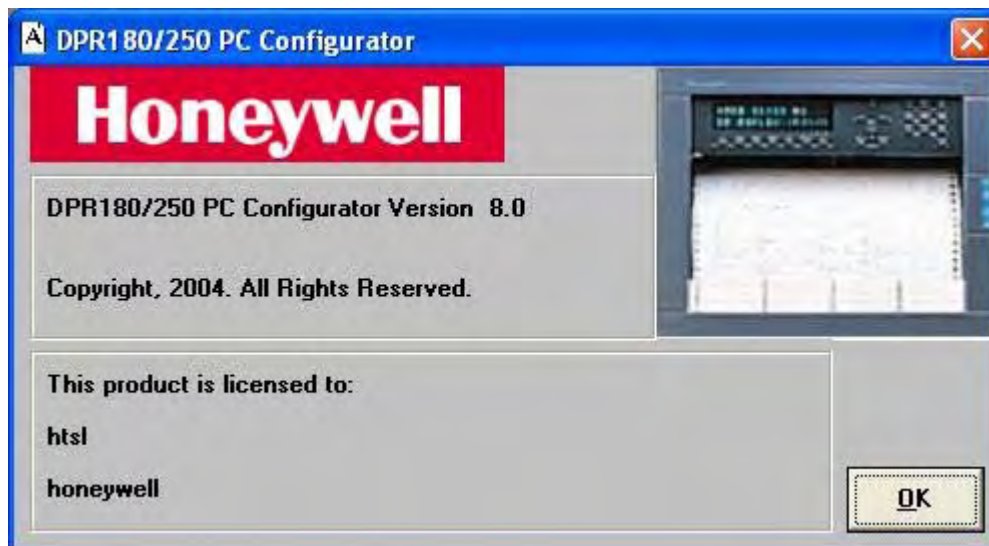 DPR180/250 PC Configurator
Honeywell
DPR180/250 PC Configurator Version 8.0
Copyright, 2004. All Rights Reserved.
This product is licensed to:
htsl
honeywell
OK